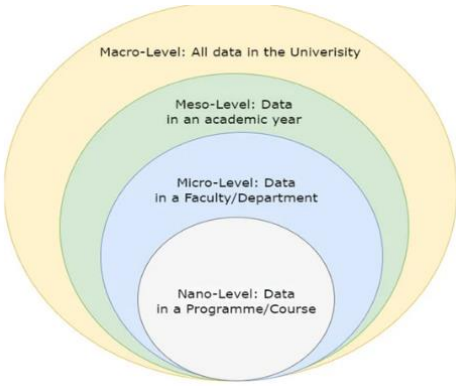 Macro-Level: All data in the Univerisity
Meso-Level: Data
in an academic year
Micro-Level: Data
in a Faculty/Department
Nano-Level: Data
in a Programme/Course